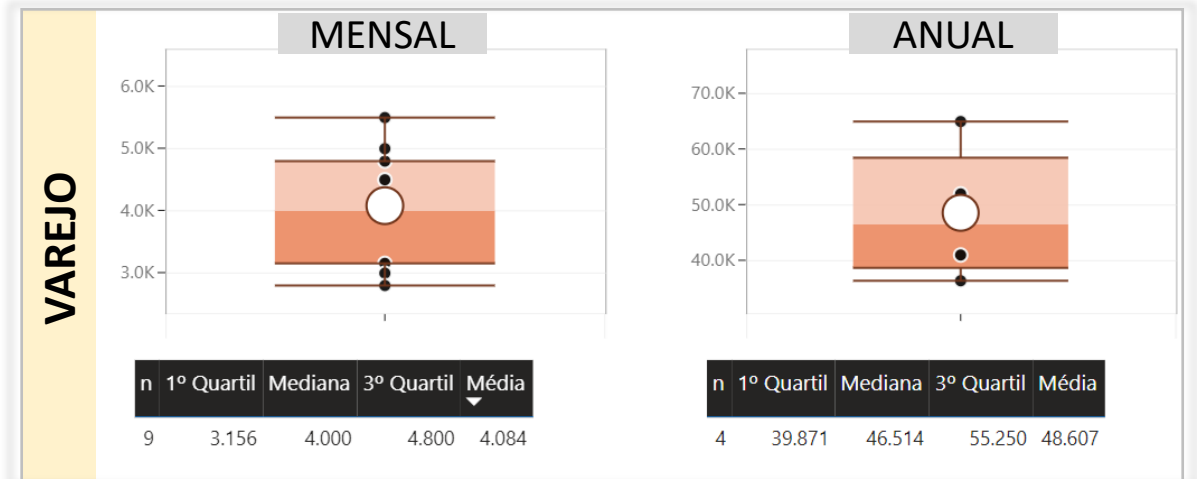 VAREJO
MENSAL
6.0K
5.0K
4.0K
3.0K
n 1º Quartil Mediana 3º Quartil Média
9 3.156 4.000 4.800 4.084
ANUAL
70.0K
60.0K
50.0K
40.0K
n 1º Quartil Mediana 3º Quartil Média
4 39.871 46.514 55.250 48.607